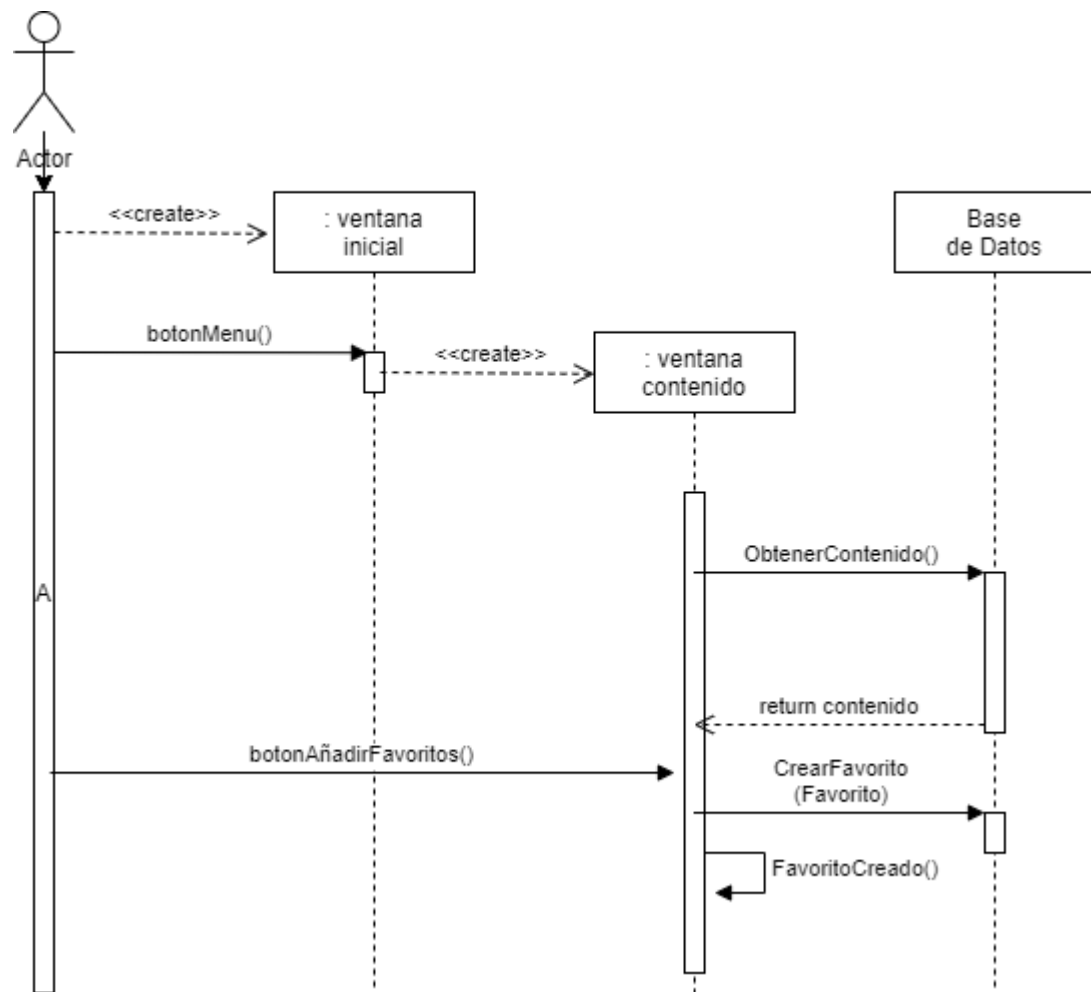 Actor
<<create>>
: ventana
inicial
Base
de Datos
botonMenu()
<<create>>
: ventana
contenido
ObtenerContenido()
A
return contenido
botonAñadirFavoritos()
CrearFavorito
(Favorito)
FavoritoCreado()